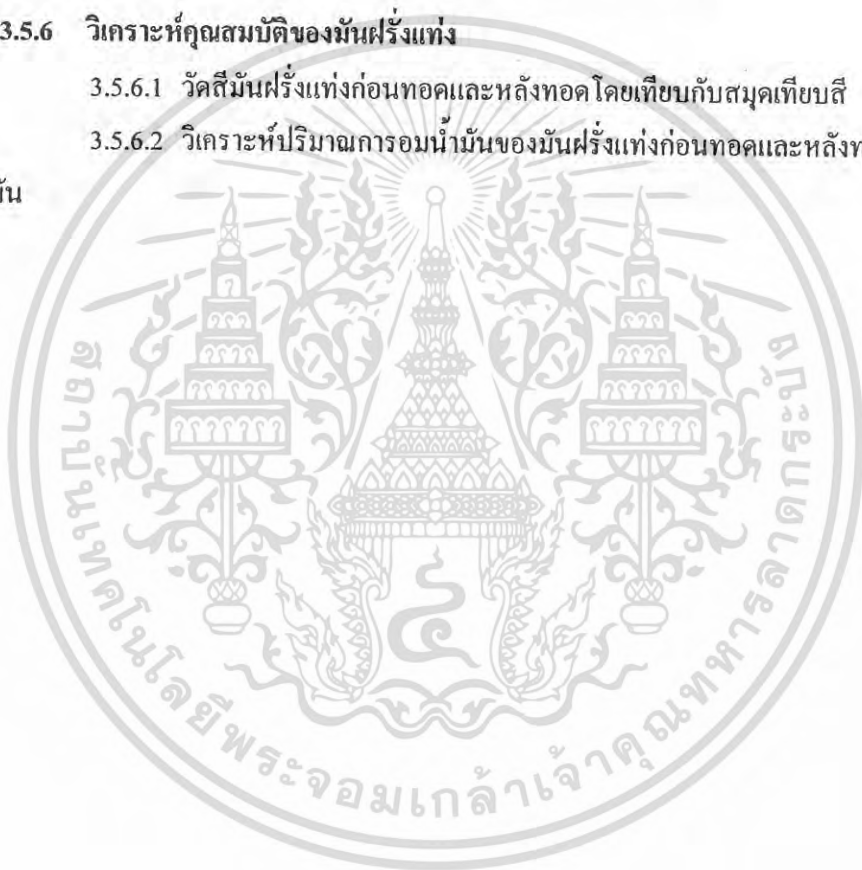 3.5.6 วิเคราะห์คุณสมบัติของมันฝรั่งแท่ง
3.5.6.1 วัดสีมันฝรั่งแท่งก่อนทอดและหลังทอด โดยเทียบกับสมุดเทียบสี
3.5.6.2 วิเคราะห์ปริมาณการอมน้ำมันของมันฝรั่งแท่งก่อนทอดและหลังท
สถาบันเทคโนโลยีพระจอมเกล้าเจ้าคุณทหารลาดกระบัง